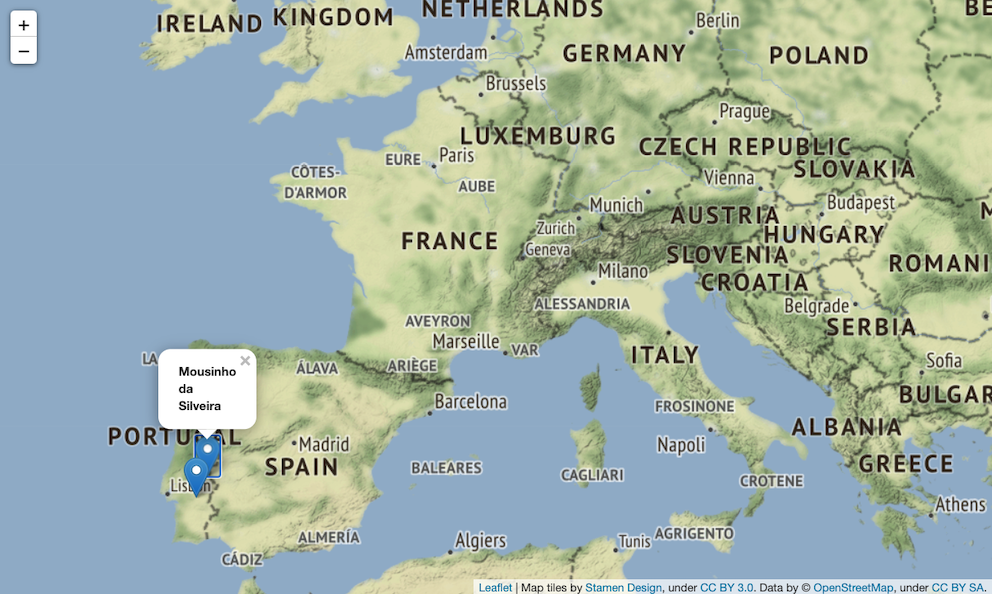 +
−
IRELAND
KINGDOM
NETHERLANDS
Berlin
BE
Amsterdam
GERMANY
POLAND
Brussels
Prague
LUXEMBURG
CZECH REPUBLIC
EURE
Paris
SLOVAKIA
CÔTES-
D'ARMOR
AUBE
Vienna
Munich
Budapest
AUSTRIA
M
Zurich
HUNGARY
FRANCE
Geneva
SLOVENIA
ROMANI
Milano
CROATIA
ALESSANDRIA
Belgrade
AVEYRON
SERBIA
Marseille
VAR
ITALY
LA
ÁLAVA
ARIÈGE
Sofia
×
Mousinho
da
Silveira
BULGAR
Barcelona
FROSINONE
ALBANIA
PORTUGAL
Madrid
Napoli
SPAIN
BALEARES
CAGLIARI
GREECE
Lisbon
CROTENE
Athens
ALMERÍA
Algiers
Tunis
AGRIGENTO
CÁDIZ
Leaflet | Map tiles by Stamen Design, under CC BY 3.0. Data by © OpenStreetMap, under CC BY SA.